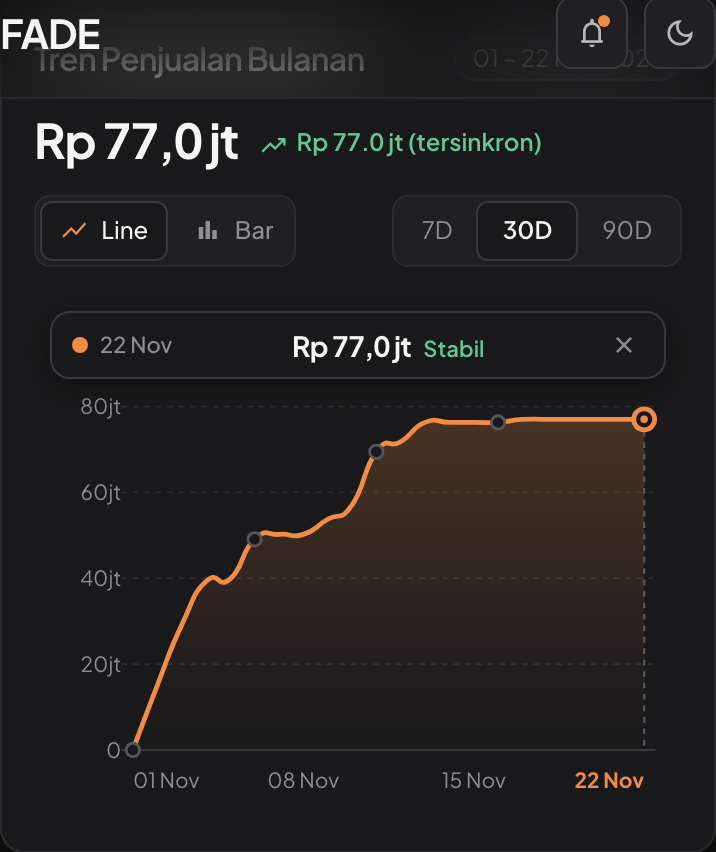 FADE
Tren Penjualan Bulanan
01 – 22
Rp 77,0 jt
Rp 77.0 jt (tersinkron)
Line
Bar
7D
30D
90D
22 Nov
Rp 77,0 jt
Stabil
80jt
60jt
40jt
20jt
0
01 Nov
08 Nov
15 Nov
22 Nov